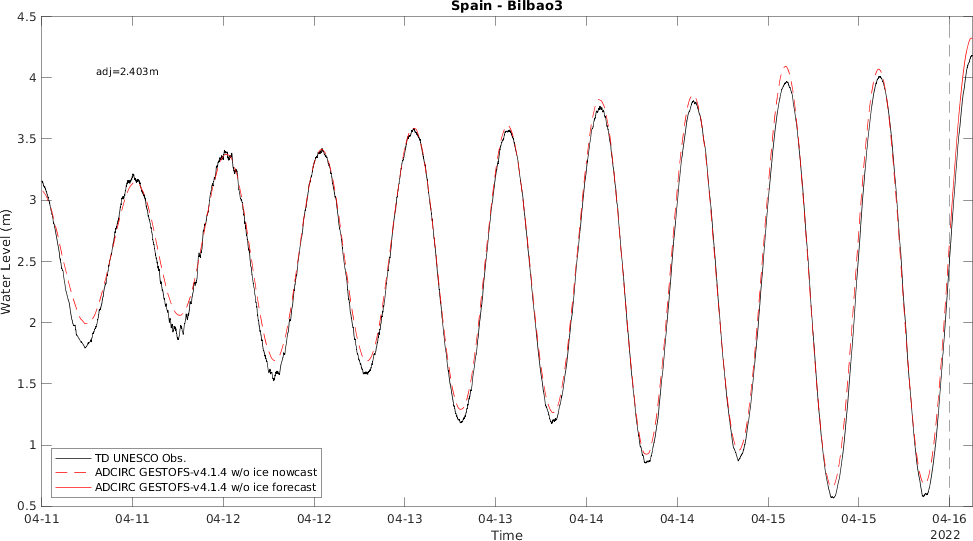 Spain - Bilbao3
4.5
4
3.5
3
2.5
2
1.5
1
0.5
Water Level (m)
adj=2.403m
TD UNESCO Obs.
ADCIRC GESTOFS-v4.1.4 w/o ice nowcast
ADCIRC GESTOFS-v4.1.4 w/o ice forecast
04-11 04-11 04-12 04-12 04-13 04-13 04-14 04-14 04-15 04-15 04-16
Time
2022